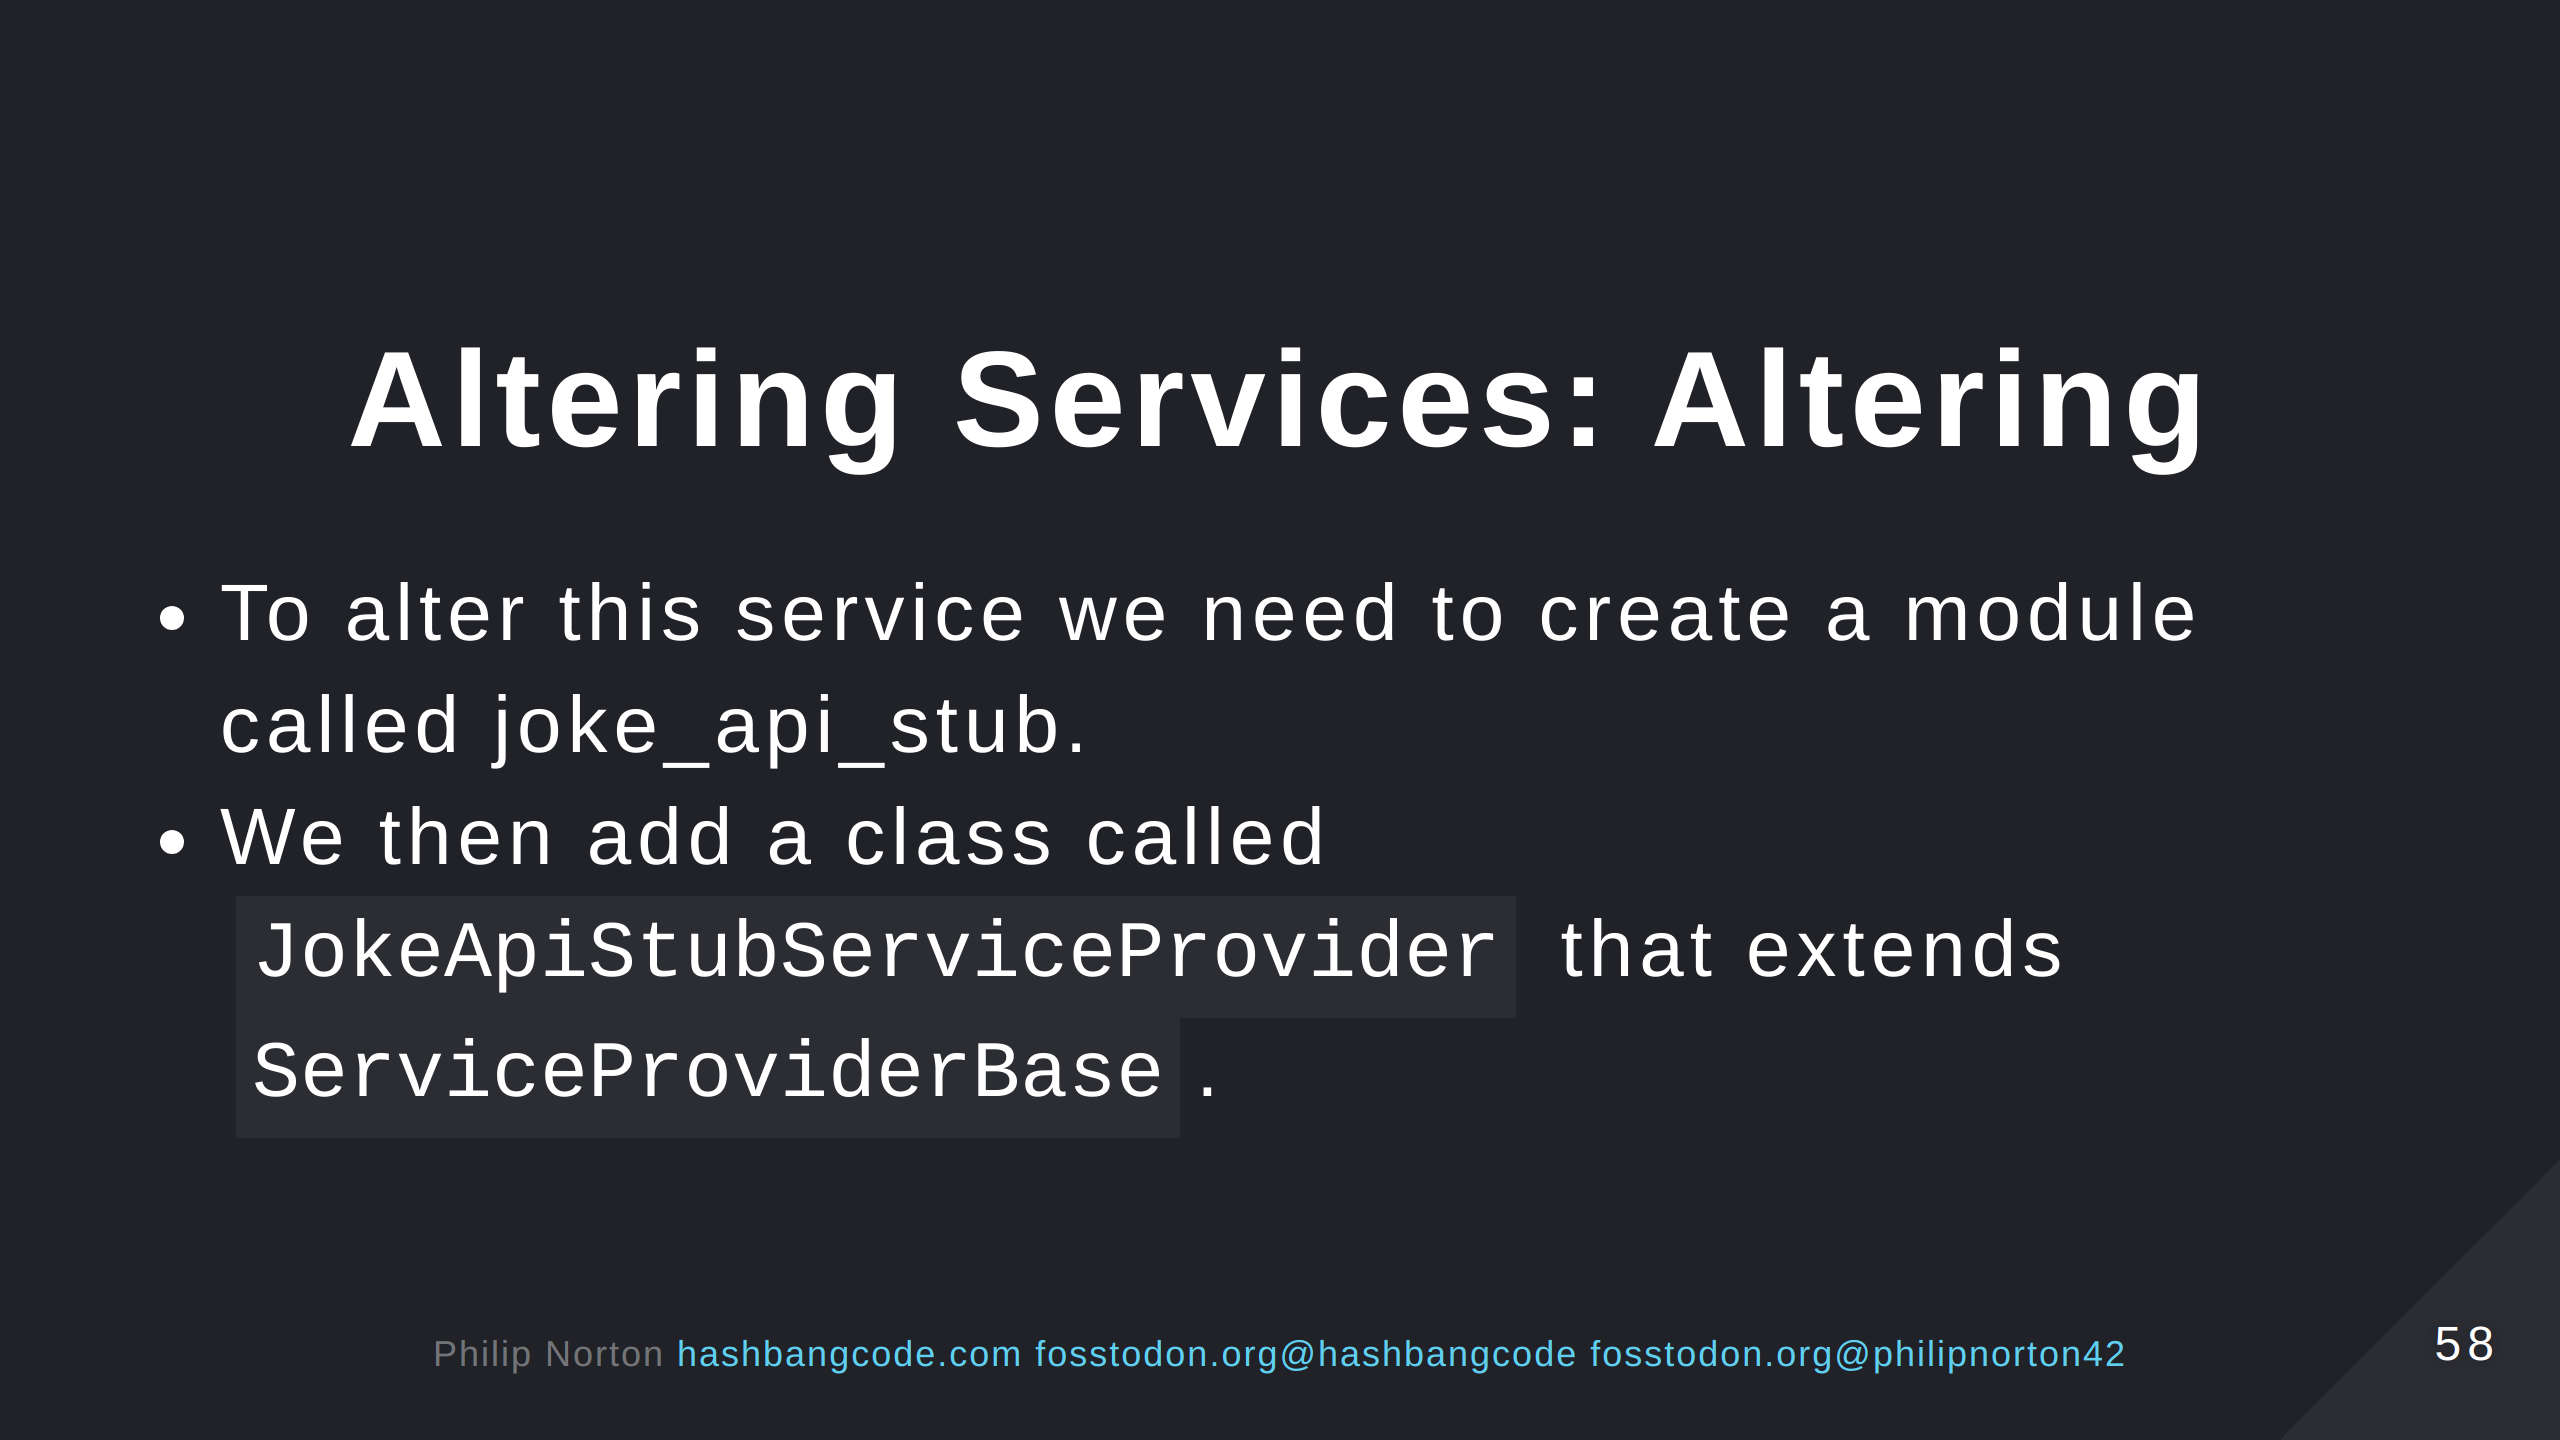 Altering Services: Altering
• To alter this service we need to create a module
called joke_api_stub.
• We then add a class called
JokeApiStubServiceProvider that extends
ServiceProviderBase .
Philip Norton hashbangcode.com fosstodon.org@hashbangcode fosstodon.org@philipnorton42
58